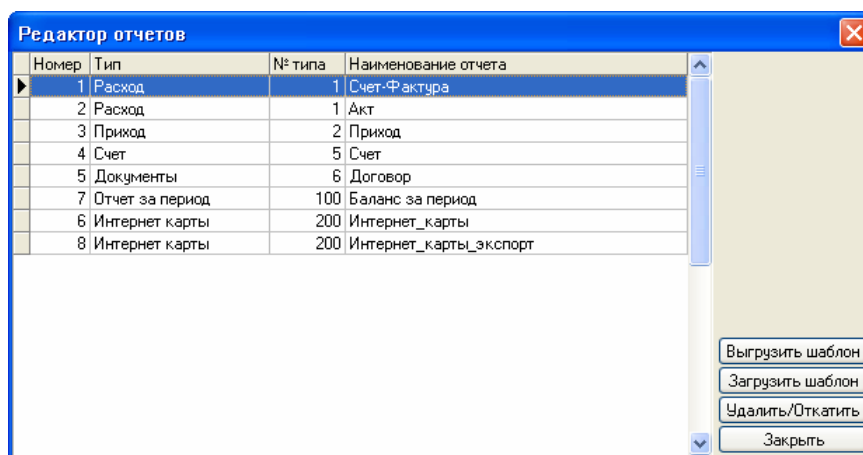 Редактор отчетов
Номер Тип № типа Наименование отчета
1 Расход 1 Счет-Фактура
2 Расход 1 Акт
3 Приход 2 Приход
4 Счет 5 Счет
5 Документы 6 Договор
7 Отчет за период 100 Баланс за период
6 Интернет карты 200 Интернет_карты
8 Интернет карты 200 Интернет_карты_экспорт
Выгрузить шаблон
Загрузить шаблон
Удалить/Откатить
Закрыть